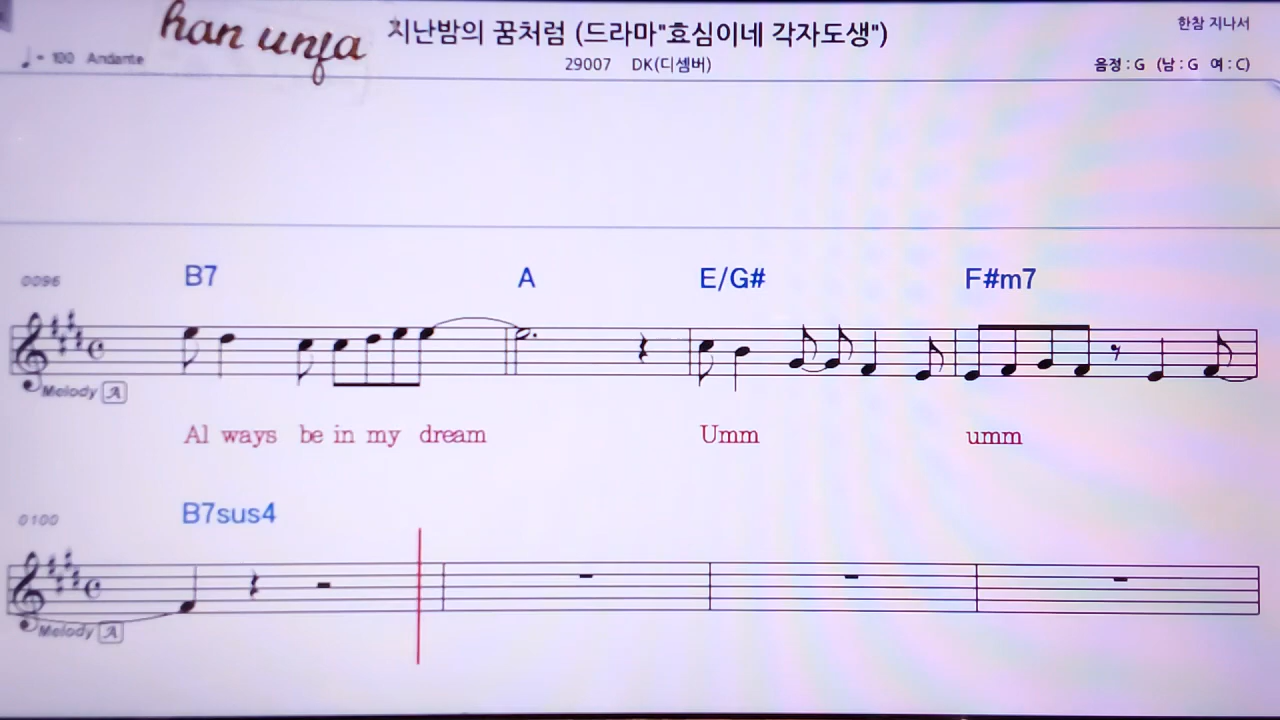 han unja
지난밤의 꿈처럼 (드라마"효심이네 각자도생")
한참 지나서
♩= 100 Andante
29007 DK(디셈버)
음정 : G (남 : G 여 : C)
0096
B7 A E/G# F#m7
Melody A
Al ways be in my dream Umm umm
0100
B7sus4
Melody A